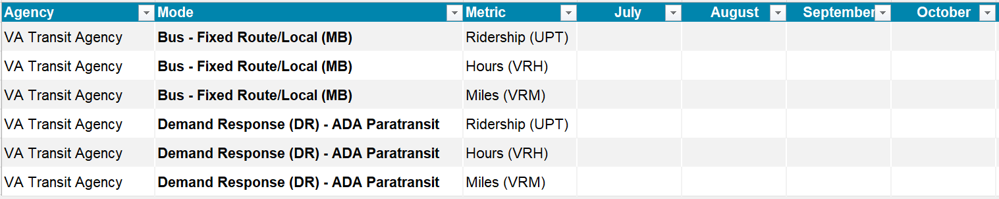 Agency Mode Metric July August September October
VA Transit Agency Bus - Fixed Route/Local (MB) Ridership (UPT)
VA Transit Agency Bus - Fixed Route/Local (MB) Hours (VRH)
VA Transit Agency Bus - Fixed Route/Local (MB) Miles (VRM)
VA Transit Agency Demand Response (DR) - ADA Paratransit Ridership (UPT)
VA Transit Agency Demand Response (DR) - ADA Paratransit Hours (VRH)
VA Transit Agency Demand Response (DR) - ADA Paratransit Miles (VRM)